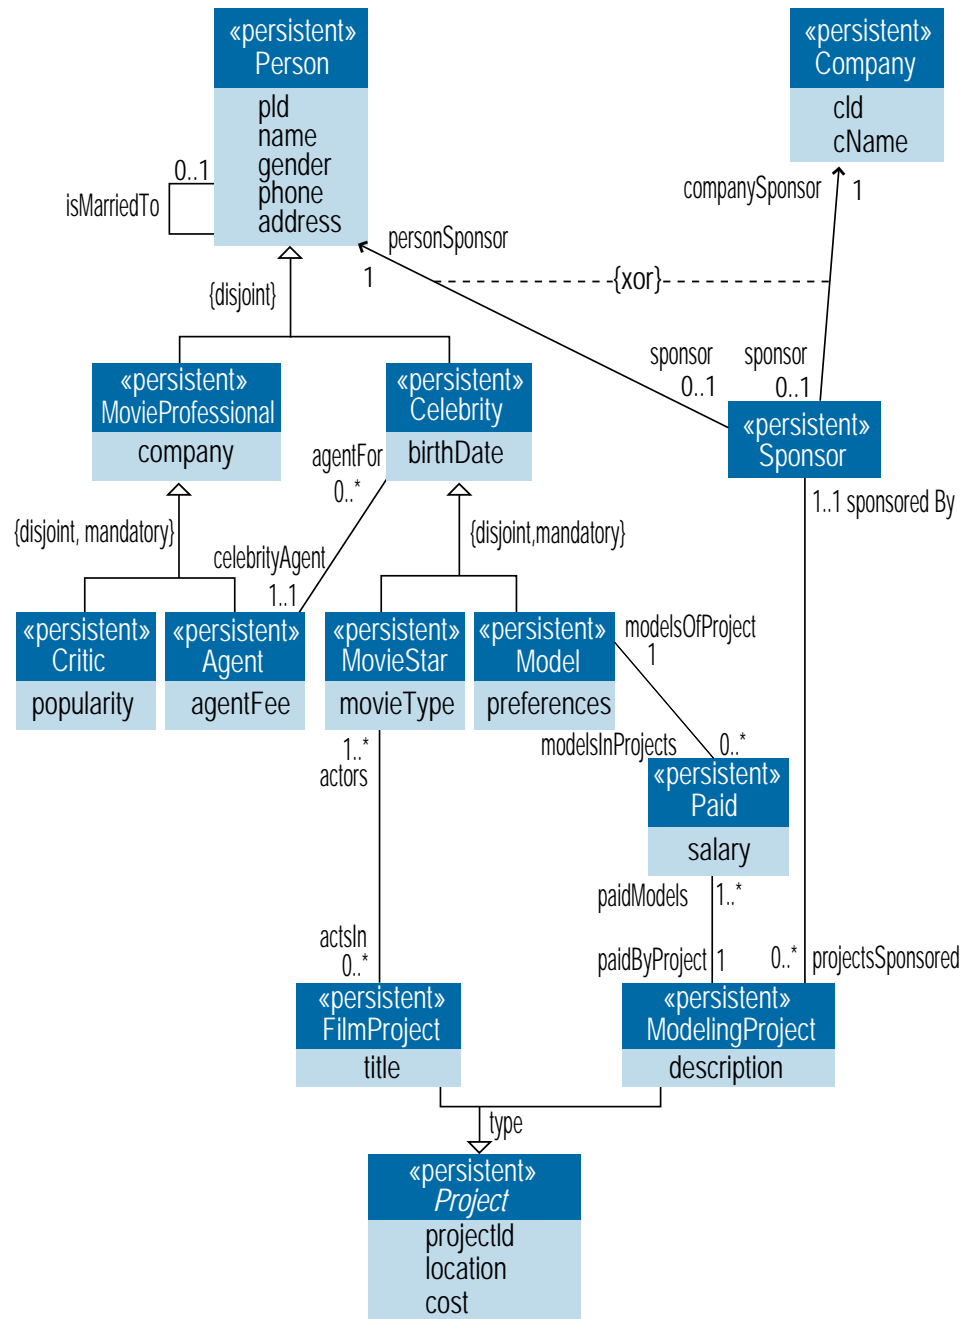 «persistent»
Person
pId
name
gender
phone
address
«persistent»
Company
cId
cName
0..1
isMarriedTo
companySponsor
1
personSponsor
1
{xor}
{disjoint}
sponsor
0..1
sponsor
0..1
«persistent»
MovieProfessional
company
«persistent»
Celebrity
birthDate
«persistent»
Sponsor
agentFor
0..*
1..1 sponsored By
{disjoint, mandatory}
{disjoint,mandatory}
celebrityAgent
1..1
«persistent»
Critic
popularity
«persistent»
Agent
agentFee
«persistent»
MovieStar
movieType
«persistent»
Model
preferences
modelsOfProject
1
1..*
actors
modelsInProjects
0..*
«persistent»
Paid
salary
paidModels
1..*
actsIn
0..*
paidByProject
1
0..*
projectsSponsored
«persistent»
FilmProject
title
«persistent»
ModelingProject
description
type
«persistent»
Project
projectId
location
cost